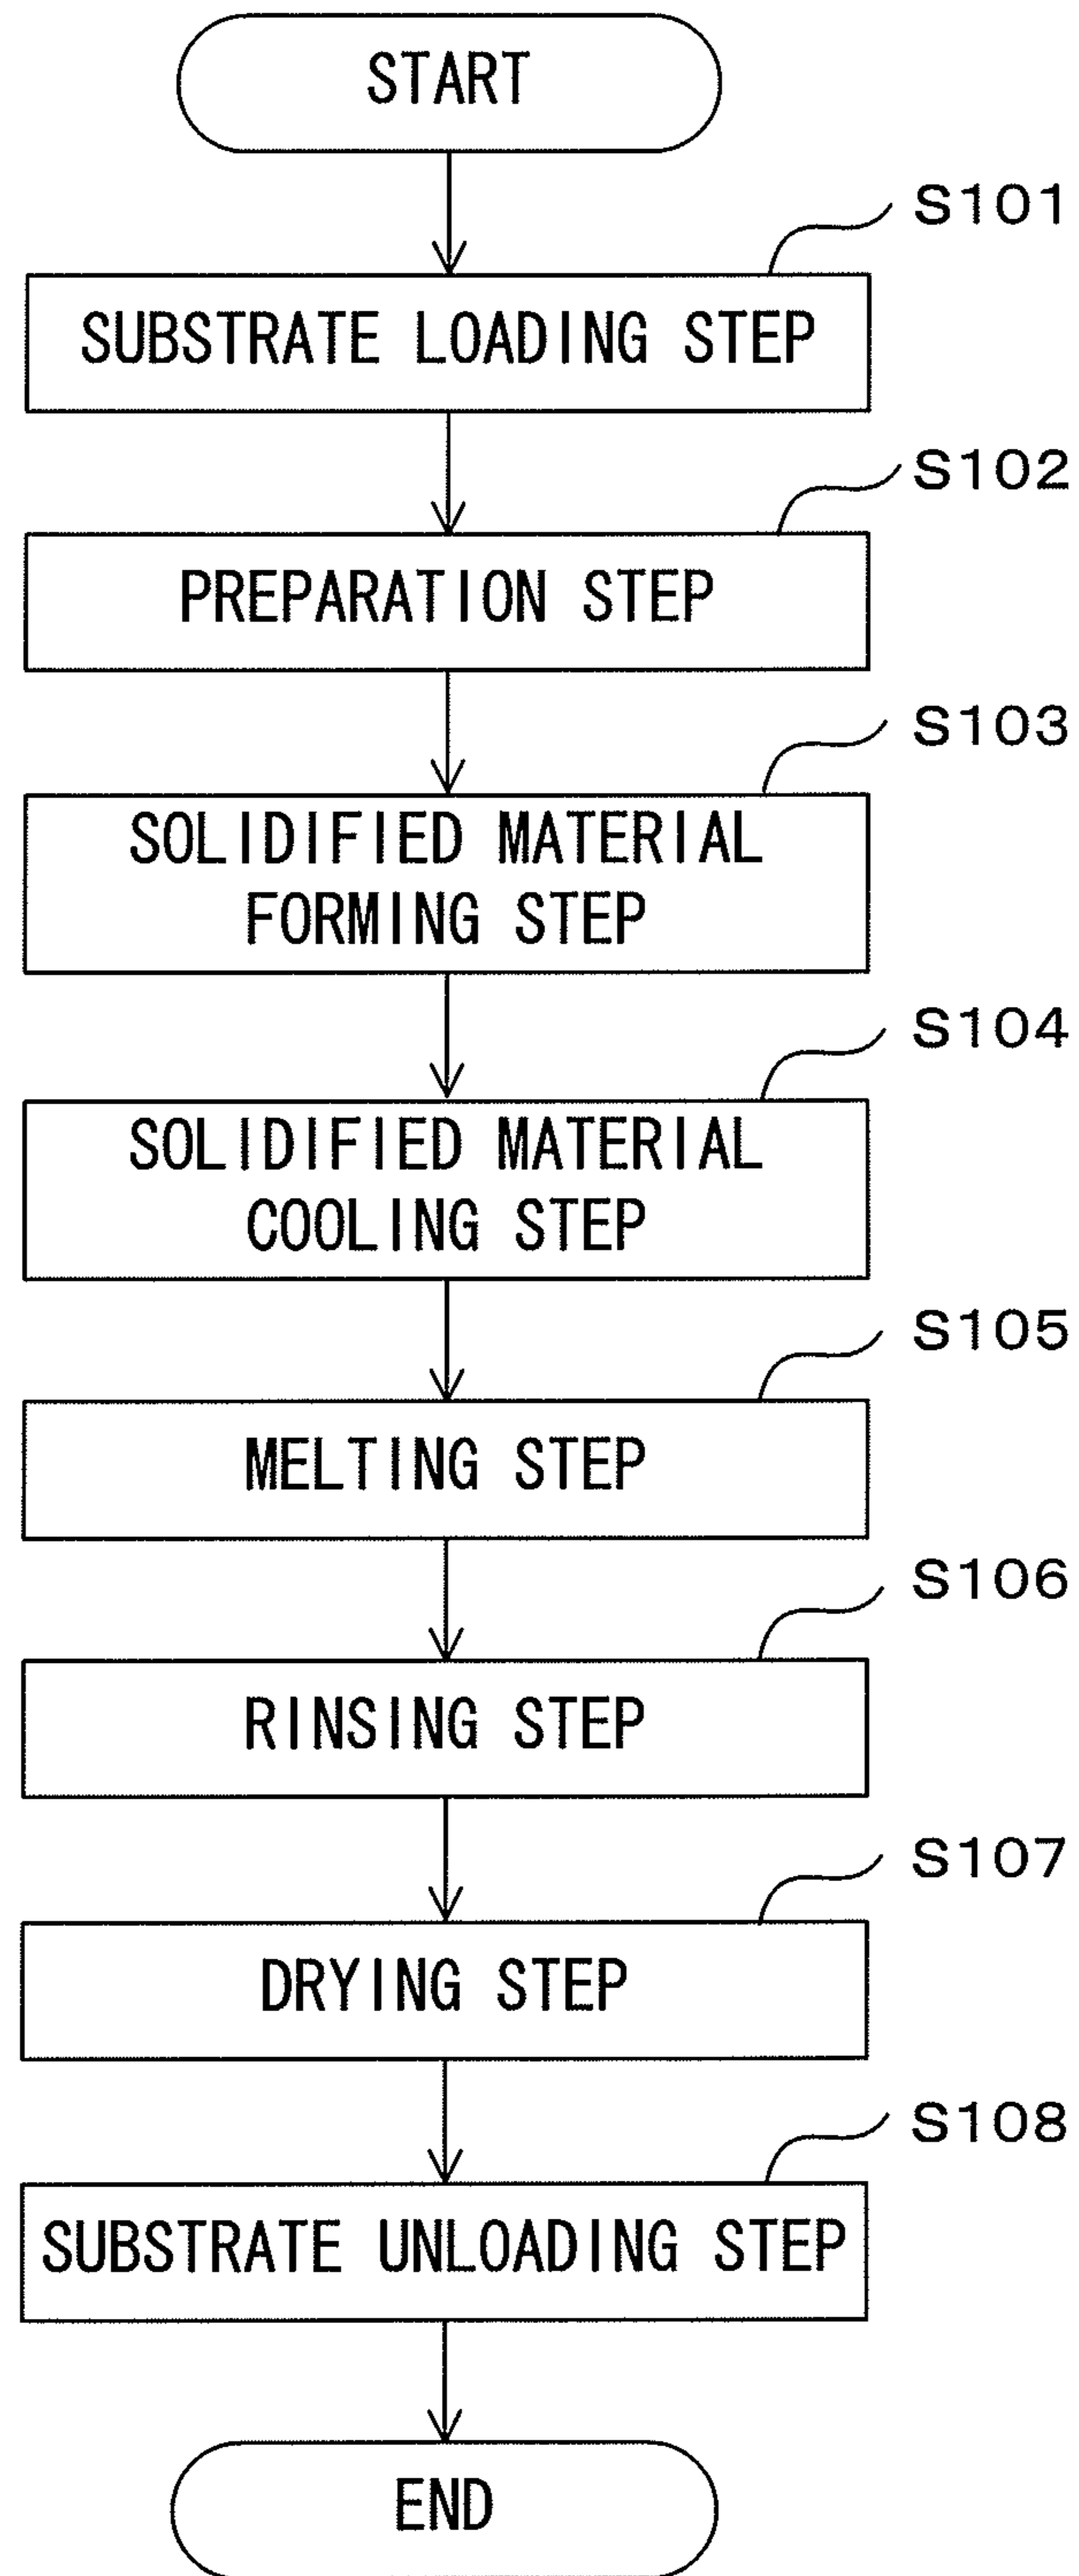 START
S101
SUBSTRATE LOADING STEP
S102
PREPARATION STEP
S103
SOLIDIFIED MATERIAL
FORMING STEP
S104
SOLIDIFIED MATERIAL
COOLING STEP
S105
MELTING STEP
S106
RINSING STEP
S107
DRYING STEP
S108
SUBSTRATE UNLOADING STEP
END